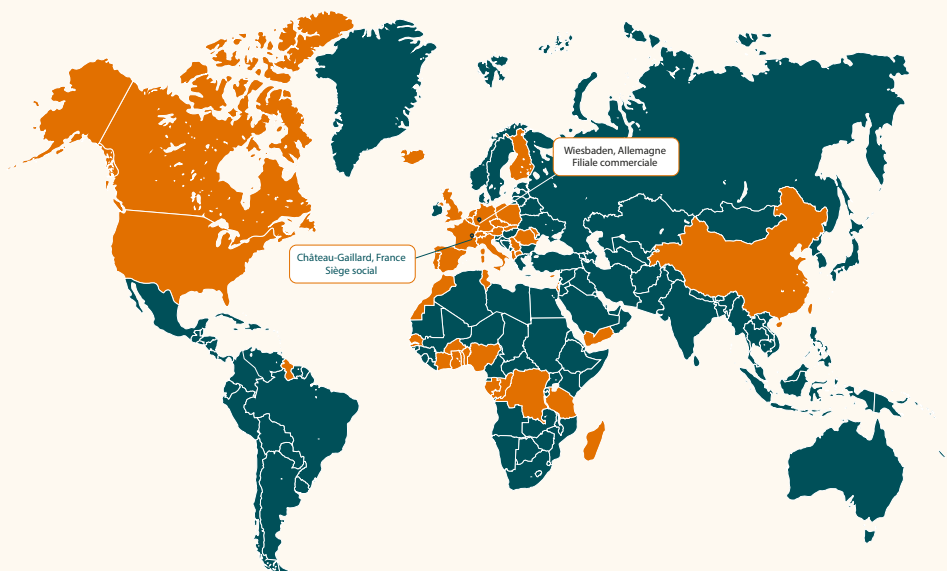 Wiesbaden, Allemagne
Filiale commerciale
Château-Gaillard, France
Siège social